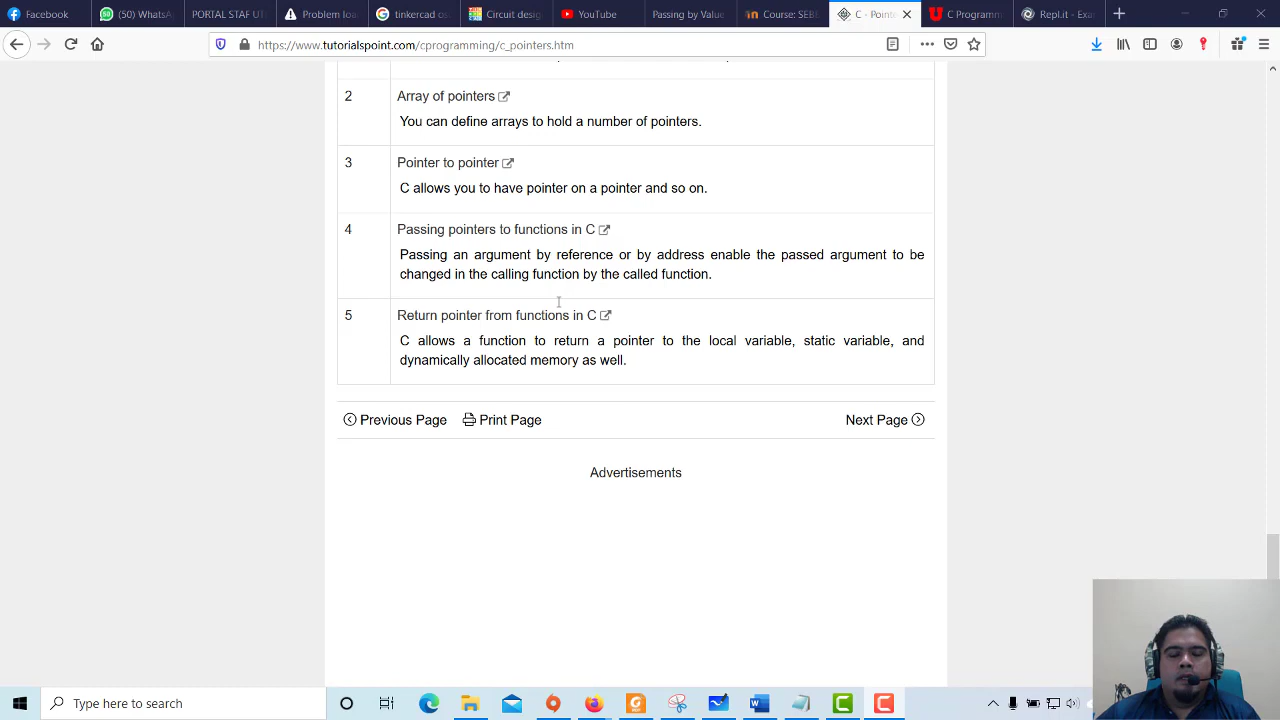 Facebook
(50) WhatsA
PORTAL STAF UT
Problem loa
tinkercad os
Circuit desig
YouTube
Passing by Value
Course: SEBC
C - Pointe
C Programm
Repl.it - Exa
https://www.tutorialspoint.com/cprogramming/c_pointers.htm
2
Array of pointers
You can define arrays to hold a number of pointers.
3
Pointer to pointer
C allows you to have pointer on a pointer and so on.
4
Passing pointers to functions in C
Passing an argument by reference or by address enable the passed argument to be
changed in the calling function by the called function.
5
Return pointer from functions in C
C allows a function to return a pointer to the local variable, static variable, and
dynamically allocated memory as well.
Previous Page
Print Page
Next Page
Advertisements
Type here to search